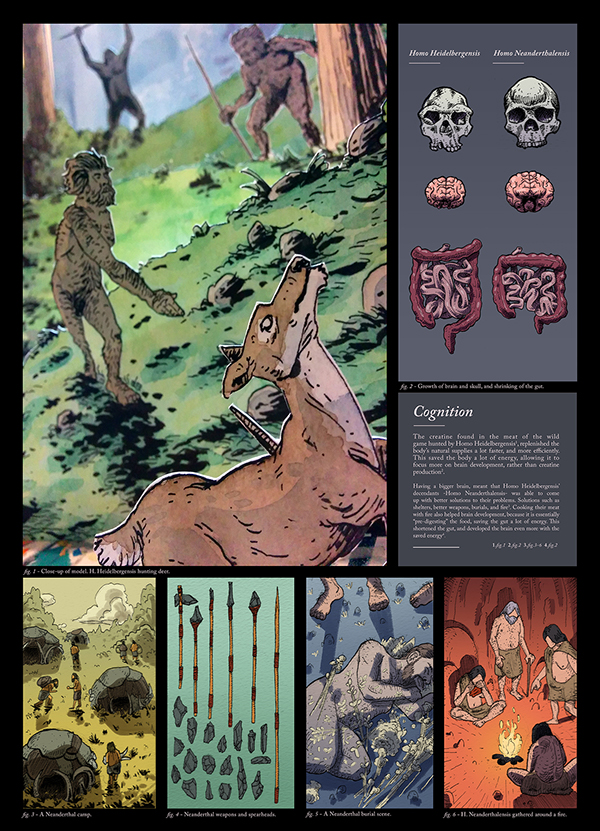 Homo Heidelbergensis Homo Neanderthalensis
fig. 2 - Growth of brain and skull, and shrinking of the gut.
Cognition
The creatine found in the meat of the wild
game hunted by Homo Heidelbergensis¹, replenished the
body's natural supplies a lot faster, and more efficiently.
This saved the body a lot of energy, allowing it to
focus more on brain development, rather than creatine
production².
Having a bigger brain, meant that Homo Heidelbergensis'
decendants -Homo Neanderthalensis- was able to come
up with better solutions to their problems. Solutions such as
shelters, better weapons, burials, and fire³. Cooking their meat
with fire also helped brain development, because it is essentially
"pre-digesting" the food, saving the gut a lot of energy. This
shortened the gut, and developed the brain even more with the
saved energy⁴.
1.fig 1 2.fig 2 3.fig 3-6 4.fig 2
fig. 1 - Close-up of model. H. Heidelbergensis hunting deer.
fig. 3 - A Neanderthal camp.
fig. 4 - Neanderthal weapons and spearheads.
fig. 5 - A Neanderthal burial scene.
fig. 6 - H. Neanderthalensis gathered around a fire.